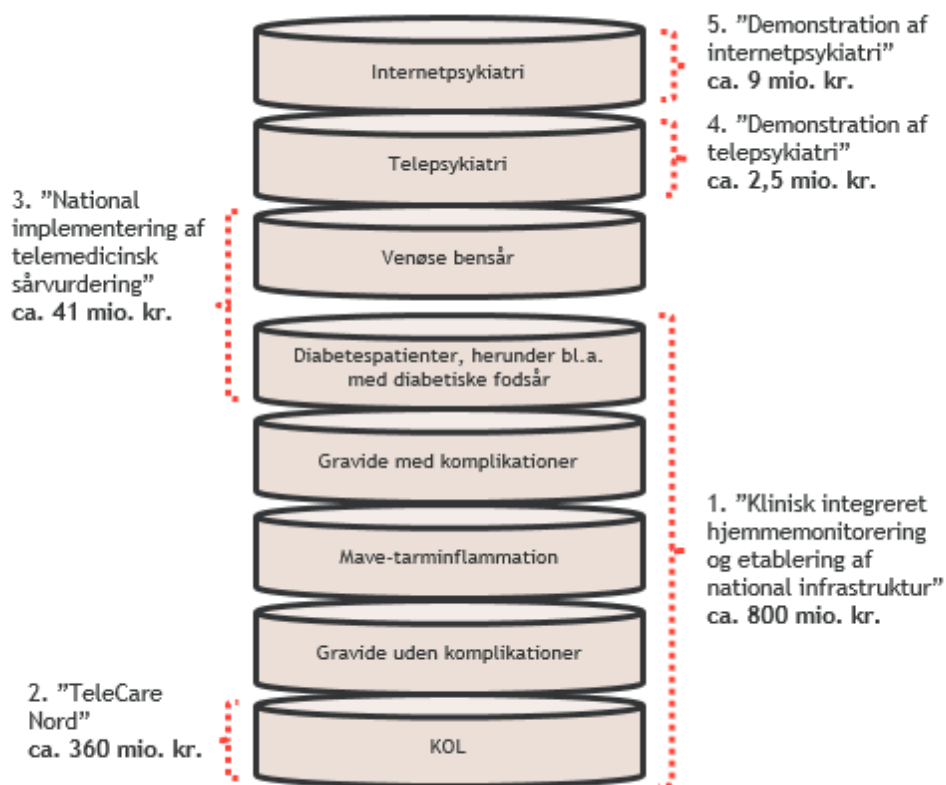 Internetpsykiatri
Telepsykiatri
Venøse bensår
Diabetespatienter, herunder bl.a.
med diabetiske fodsår
Gravide med komplikationer
Mave-tarminflammation
Gravide uden komplikationer
KOL
5. ”Demonstration af
internetpsykiatri”
ca. 9 mio. kr.
4. ”Demonstration af
telepsykiatri”
ca. 2,5 mio. kr.
3. ”National
implementering af
telemedicinsk
sårvurdering”
ca. 41 mio. kr.
1. ”Klinisk integreret
hjemmemonitorering
og etablering af
national infrastruktur”
ca. 800 mio. kr.
2. ”TeleCare
Nord”
ca. 360 mio. kr.